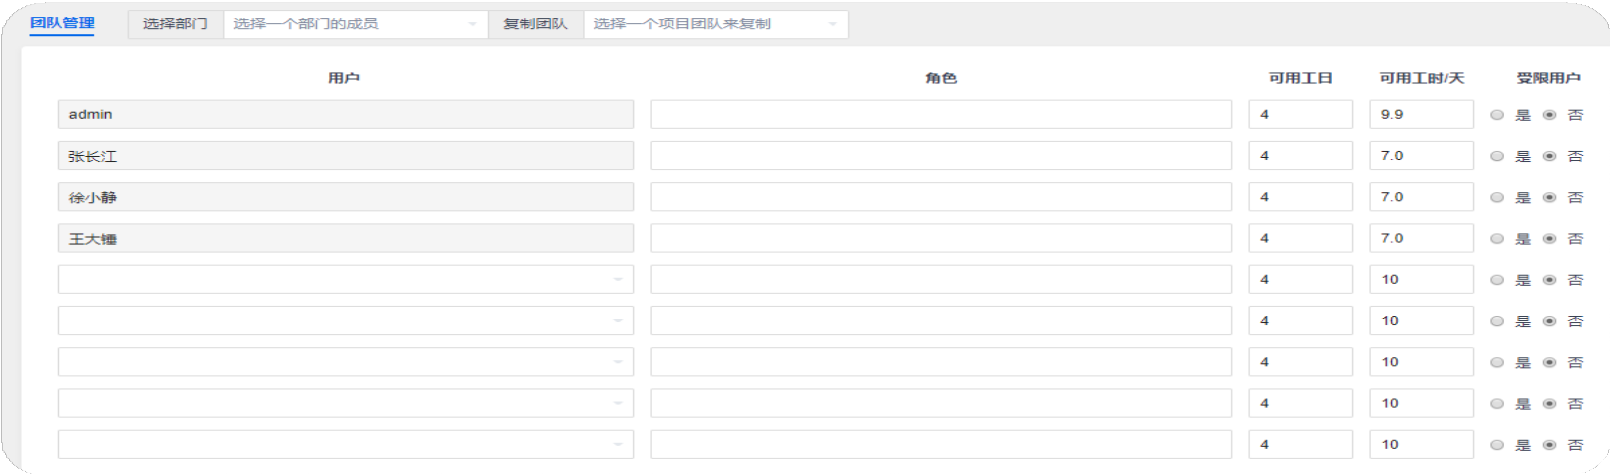 团队管理 选择部门 选择一个部门的成员 复制团队 选择一个项目团队来复制
用户 角色 可用工日 可用工时/天 受限用户
admin 4 9.9 是 否
张长江 4 7.0 是 否
徐小静 4 7.0 是 否
王大锤 4 7.0 是 否
4 10 是 否
4 10 是 否
4 10 是 否
4 10 是 否
4 10 是 否